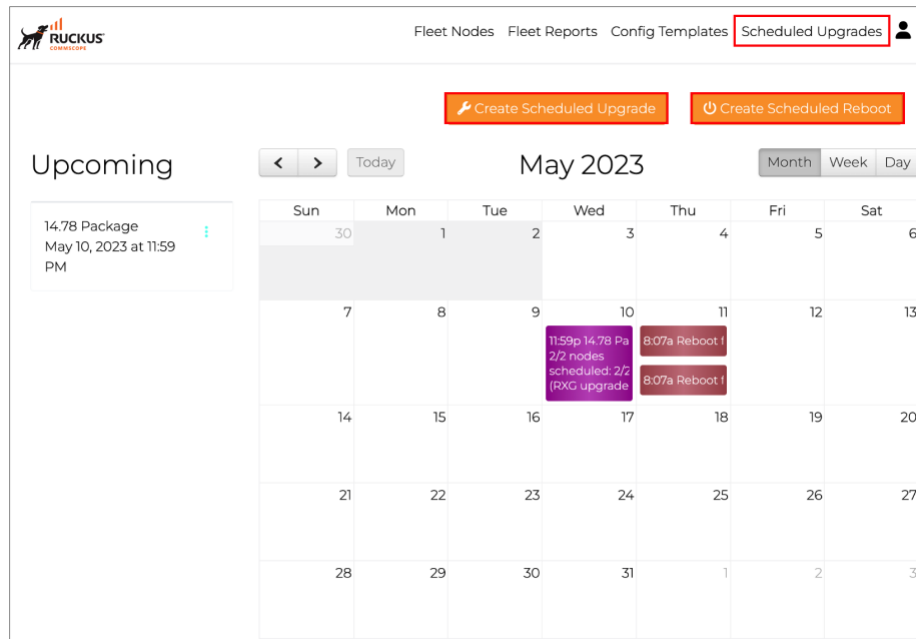 RUCKUS
COMMSCOPE
Fleet Nodes Fleet Reports Config Templates Scheduled Upgrades
Create Scheduled Upgrade Create Scheduled Reboot
Upcoming
Today
May 2023
Month Week Day
14.78 Package
May 10, 2023 at 11:59
PM
Sun Mon Tue Wed Thu Fri Sat
30 1 2 3 4 5 6
7 8 9 10 11 12 13
11:59p 14.78 Pa
2/2 nodes
scheduled: 2/2
(RXG upgrade
8:07a Reboot f
8:07a Reboot f
14 15 16 17 18 19 20
21 22 23 24 25 26 27
28 29 30 31 1 2 3